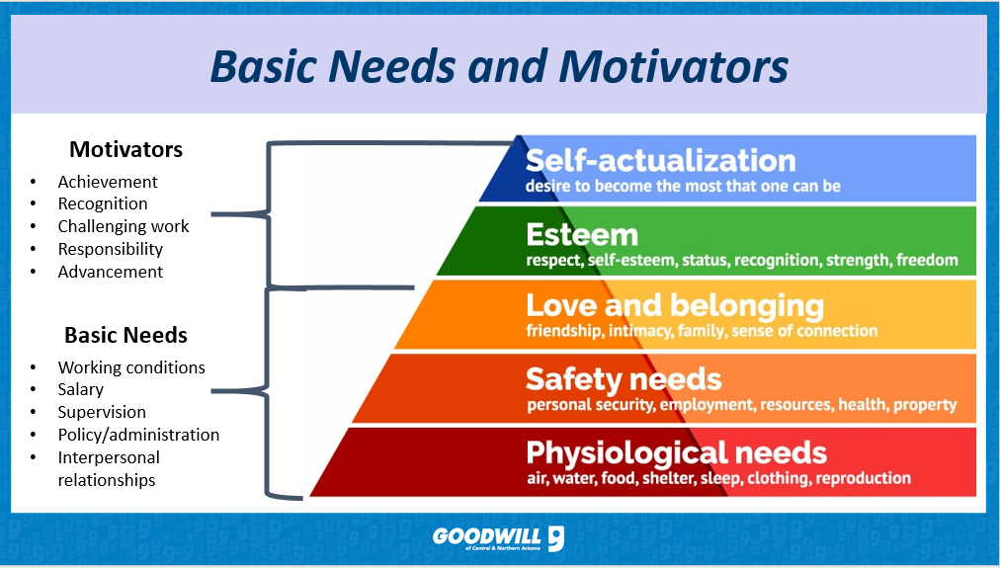 Basic Needs and Motivators
Motivators
• Achievement
• Recognition
• Challenging work
• Responsibility
• Advancement
Basic Needs
• Working conditions
• Salary
• Supervision
• Policy/administration
• Interpersonal
relationships
Self-actualization
desire to become the most that one can be
Esteem
respect, self-esteem, status, recognition, strength, freedom
Love and belonging
friendship, intimacy, family, sense of connection
Safety needs
personal security, employment, resources, health, property
Physiological needs
air, water, food, shelter, sleep, clothing, reproduction
GOODWILL
of Central & Northern Arizona